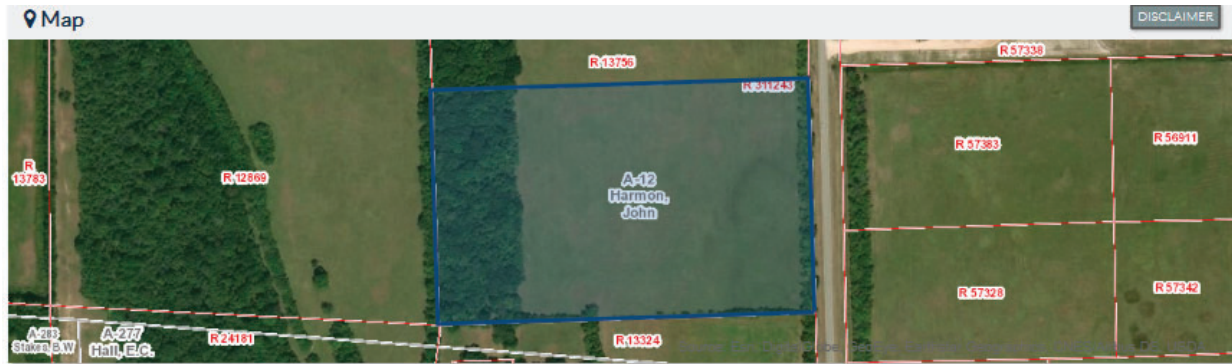 Map
DISCLAIMER
R 57338
R 13756
R 311243
R 57383
R 56911
R
13783
R 12869
A-12
Harmon,
John
R 57328
R 57342
A-283
Stakes, B.W
A-277
Hall, E.C.
R 24181
R 13324